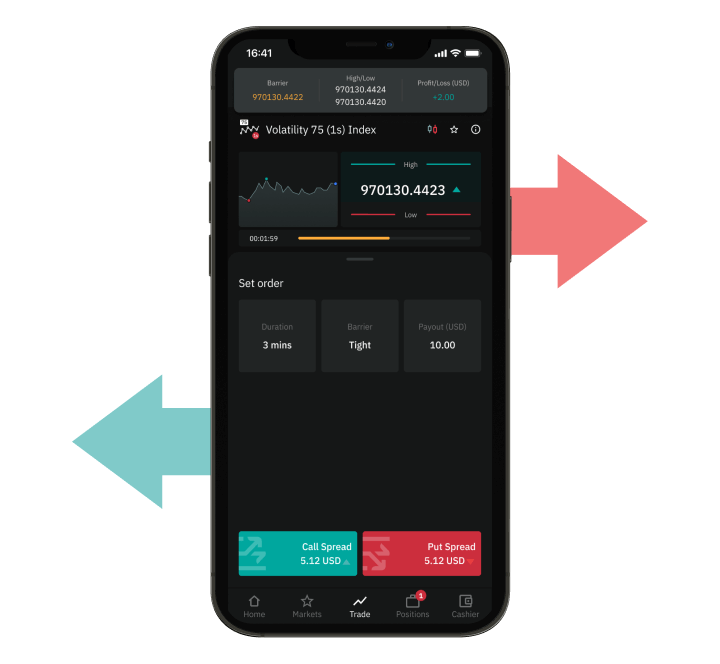 16:41
Barrier
970130.4422
High/Low
970130.4424
970130.4420
Profit/Loss (USD)
+2.00
75
1s
Volatility 75 (1s) Index
High
970130.4423
Low
00:01:59
Set order
Duration
3 mins
Barrier
Tight
Payout (USD)
10.00
Call Spread
5.12 USD
Put Spread
5.12 USD
1
Home
Markets
Trade
Positions
Cashier